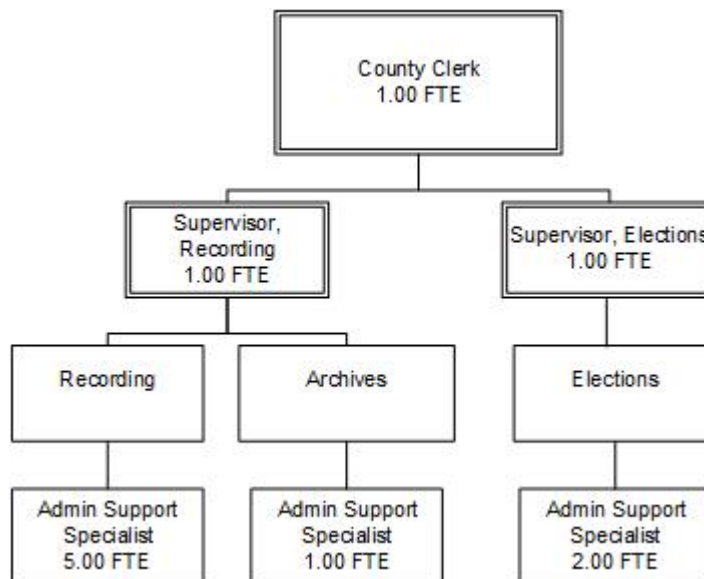 County Clerk
1.00 FTE
Supervisor,
Recording
1.00 FTE
Supervisor, Elections
1.00 FTE
Recording
Archives
Elections
Admin Support
Specialist
5.00 FTE
Admin Support
Specialist
1.00 FTE
Admin Support
Specialist
2.00 FTE